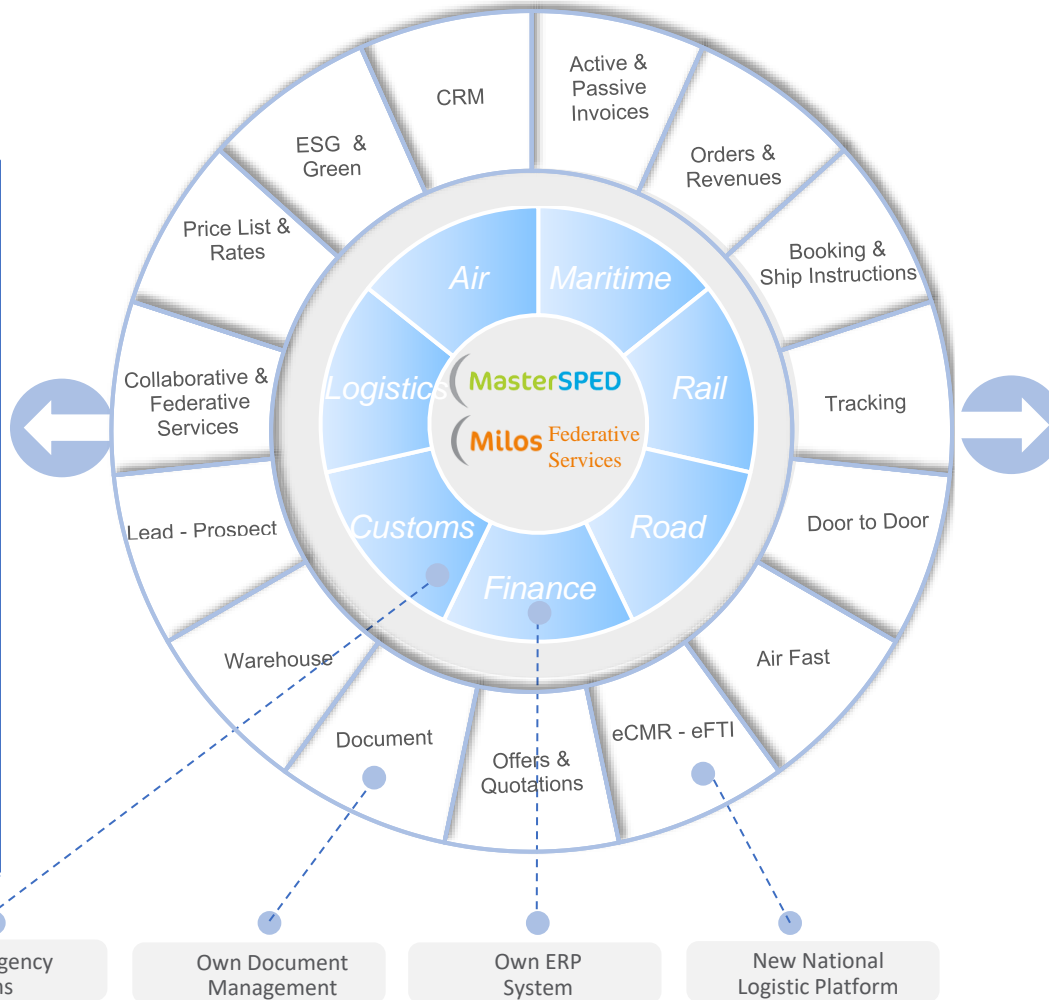 CRM
Active &
Passive
Invoices
ESG &
Green
Orders &
Revenues
Price List &
Rates
Booking &
Ship Instructions
Air
Maritime
Collaborative &
Federative
Services
Logistics
MasterSPED
Milos Federative
Services
Rail
Tracking
Lead - Prospect
Customs
Finance
Road
Door to Door
Warehouse
Document
Offers &
Quotations
eCMR - eFTI
Air Fast
Own Document
Management
Own ERP
System
New National
Logistic Platform